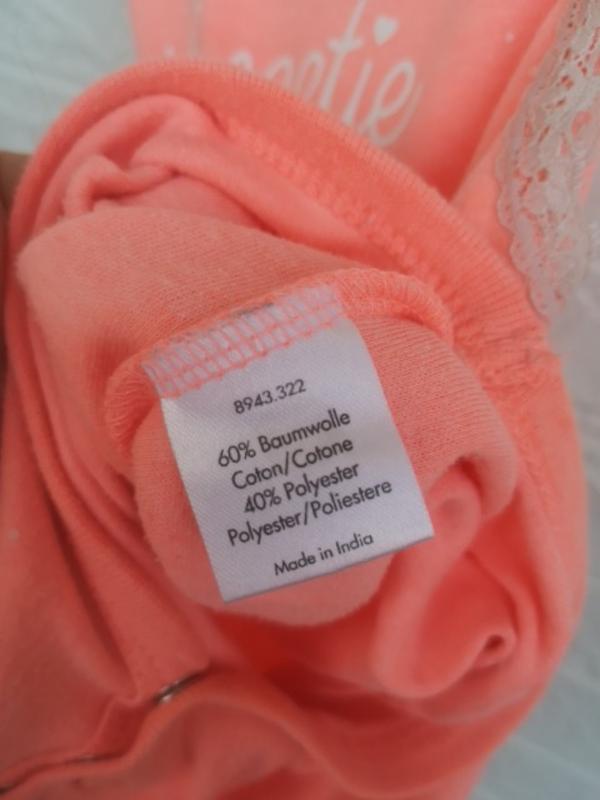 8943.322
60% Baumwolle
Coton/Cotone
40% Polyester
Polyester/Poliestere
Made in India